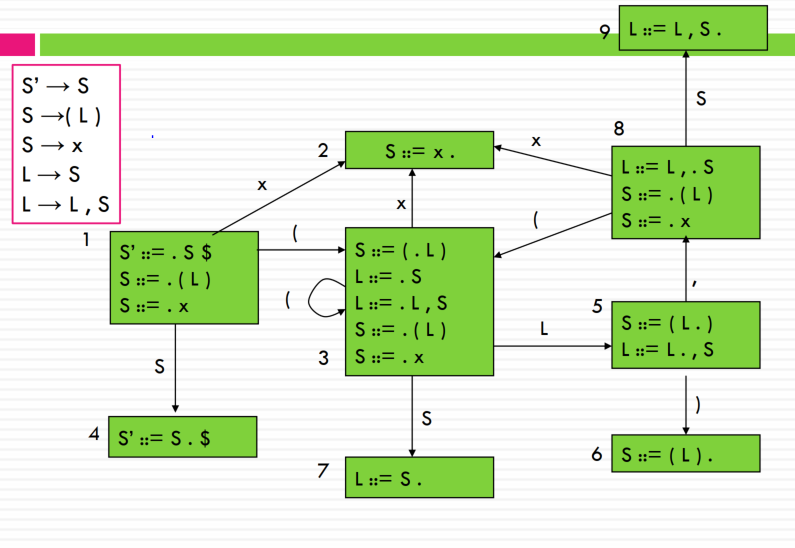 9
L ::= L , S .
S' → S
S →( L )
S → x
L → S
L → L , S
S
8
2
S ::= x .
x
L ::= L , . S
S ::= . ( L )
S ::= . x
x
x
(
1
S' ::= . S $
S ::= . ( L )
S ::= . x
(
S ::= ( . L )
L ::= . S
L ::= . L , S
S ::= . ( L )
S ::= . x
(
3
,
5
S ::= ( L . )
L ::= L . , S
L
S
4
S' ::= S . $
S
)
6
S ::= ( L ) .
7
L ::= S .